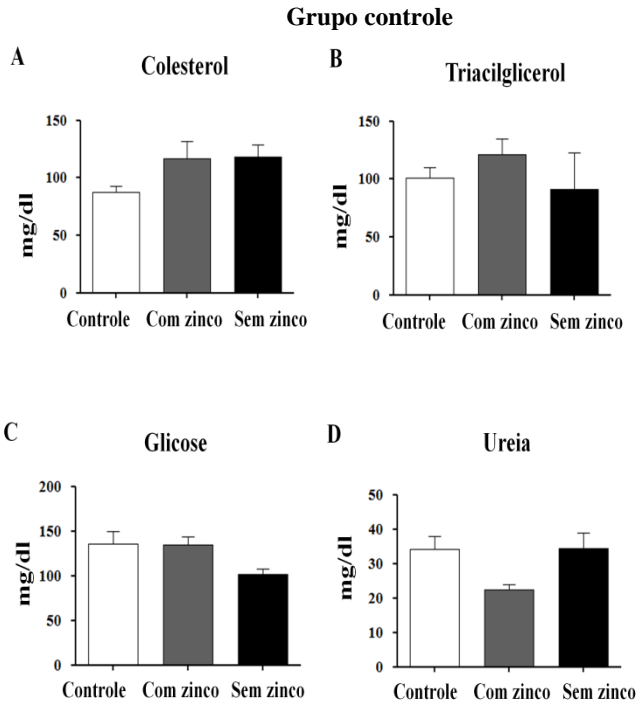 Grupo controle
A
Colesterol
mg/dl
150
100
50
0
Controle Com zinco Sem zinco
B
Triacilglicerol
mg/dl
150
100
50
0
Controle Com zinco Sem zinco
C
Glicose
mg/dl
200
150
100
50
0
Controle Com zinco Sem zinco
D
Ureia
mg/dl
50
40
30
20
10
0
Controle Com zinco Sem zinco